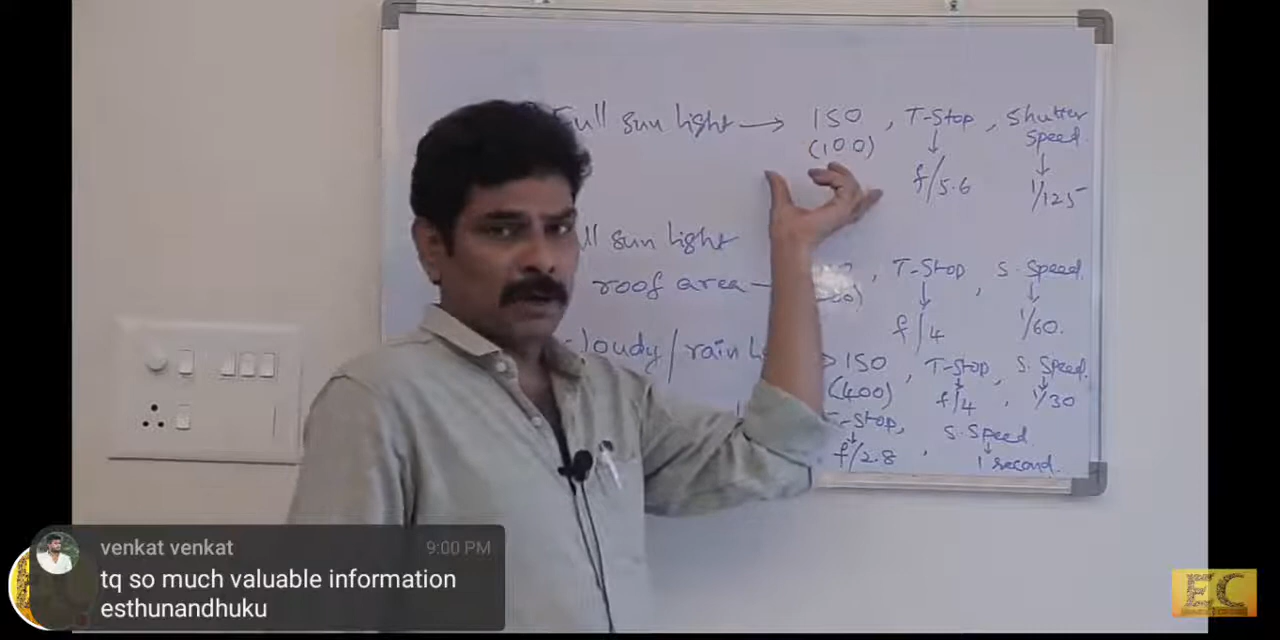 Full sun light → ISO , T-Stop , Shutter
(100) Speed
f/5.6 1/125
sun light
roof area T-Stop , S. Speed
f/4 1/60.
cloudy/rain ISO , T-Stop , S. Speed
(400) f/4 , 1/30
T-Stop, S. Speed
f/2.8 , 1 second.
venkat venkat 9:00 PM
tq so much valuable information
esthunandhuku
EC